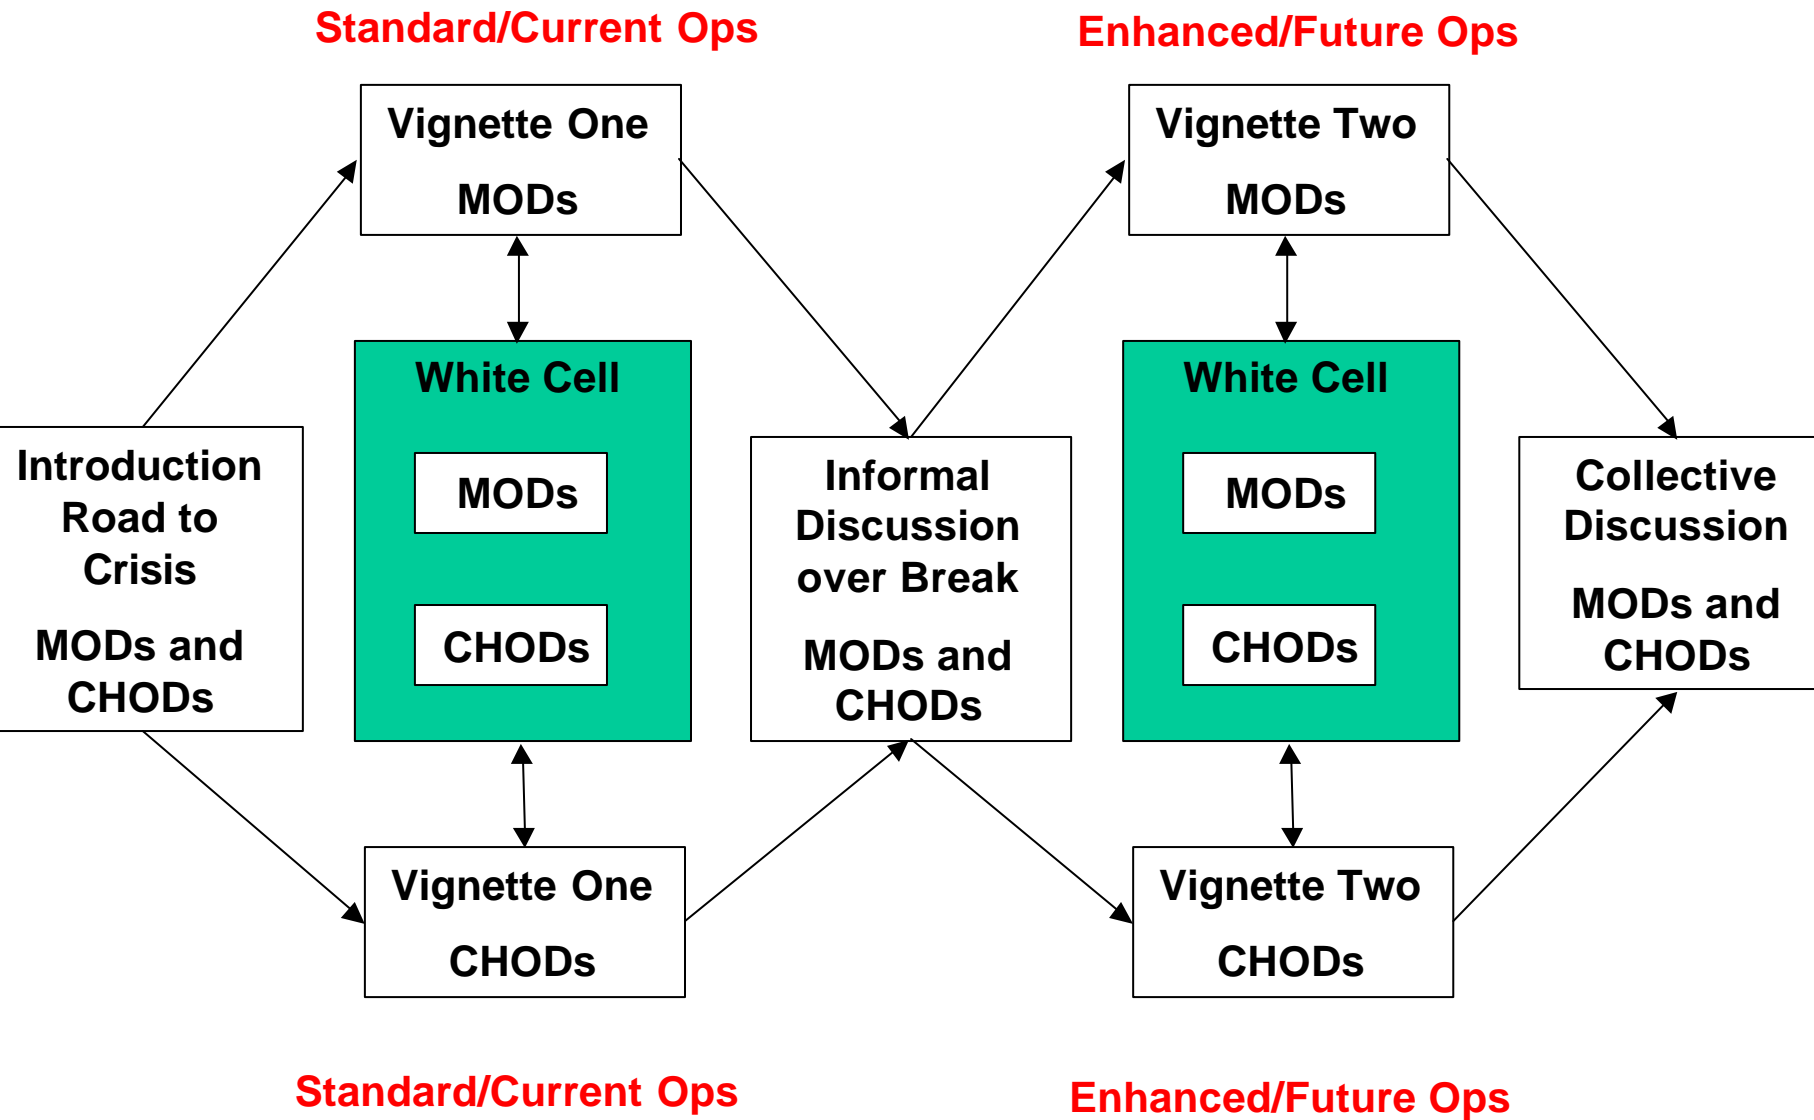 Standard/Current Ops
Enhanced/Future Ops
Vignette One
MODs
Vignette Two
MODs
Introduction
Road to
Crisis
MODs and
CHODs
White Cell
MODs
CHODs
Informal
Discussion
over Break
MODs and
CHODs
White Cell
MODs
CHODs
Collective
Discussion
MODs and
CHODs
Vignette One
CHODs
Vignette Two
CHODs
Standard/Current Ops
Enhanced/Future Ops